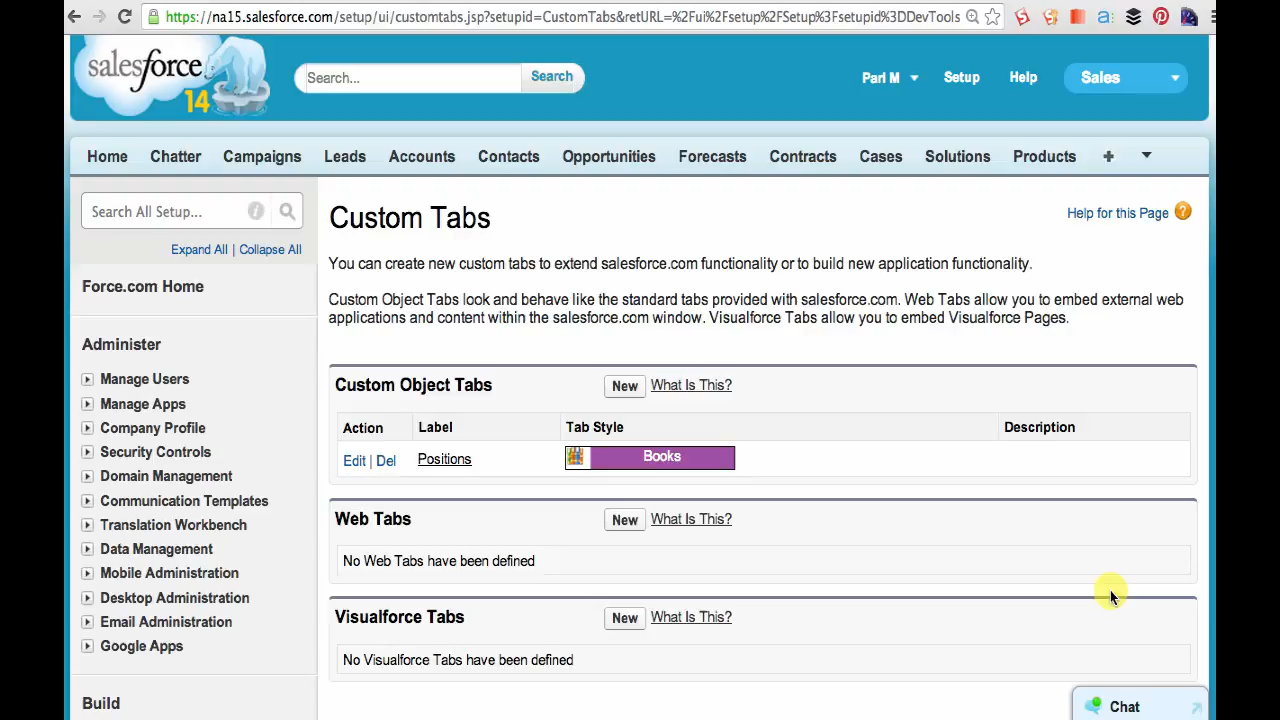 https://na15.salesforce.com/setup/ui/customtabs.jsp?setupid=CustomTabs&retURL=%2Fui%2Fsetup%2FSetup%3Fsetupid%3DDevTools
salesforce
14
Search...
Search
Parl M
Setup
Help
Sales
Home
Chatter
Campaigns
Leads
Accounts
Contacts
Opportunities
Forecasts
Contracts
Cases
Solutions
Products
+
Search All Setup...
Expand All | Collapse All
Force.com Home
Administer
Manage Users
Manage Apps
Company Profile
Security Controls
Domain Management
Communication Templates
Translation Workbench
Data Management
Mobile Administration
Desktop Administration
Email Administration
Google Apps
Build
Custom Tabs
Help for this Page ?
You can create new custom tabs to extend salesforce.com functionality or to build new application functionality.
Custom Object Tabs look and behave like the standard tabs provided with salesforce.com. Web Tabs allow you to embed external web
applications and content within the salesforce.com window. Visualforce Tabs allow you to embed Visualforce Pages.
Custom Object Tabs
New
What Is This?
Action
Label
Tab Style
Description
Edit | Del
Positions
Books
Web Tabs
New
What Is This?
No Web Tabs have been defined
Visualforce Tabs
New
What Is This?
No Visualforce Tabs have been defined
Chat